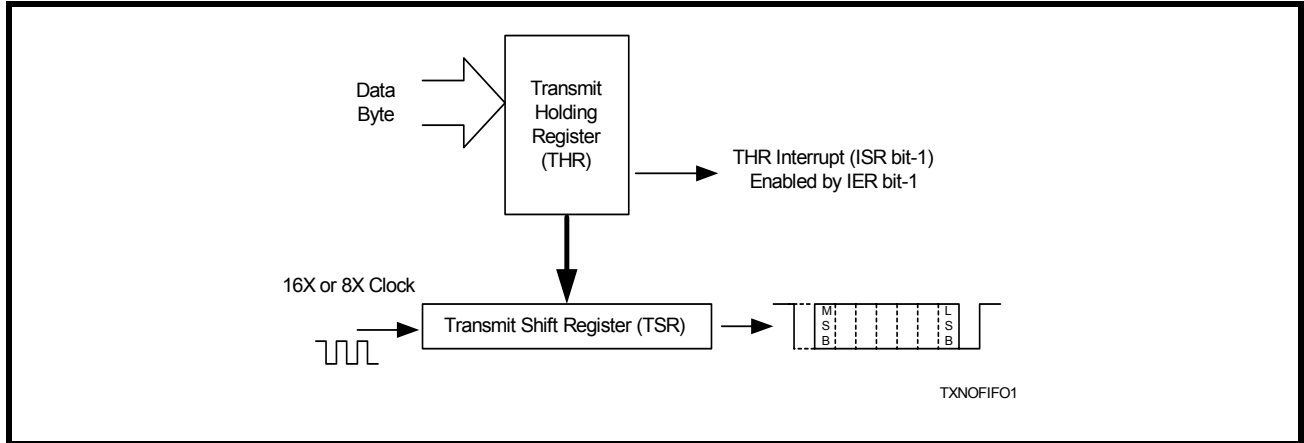 Data
Byte
Transmit
Holding
Register
(THR)
THR Interrupt (ISR bit-1)
Enabled by IER bit-1
16X or 8X Clock
Transmit Shift Register (TSR)
M
S
B
L
S
B
TXNOFIFO1